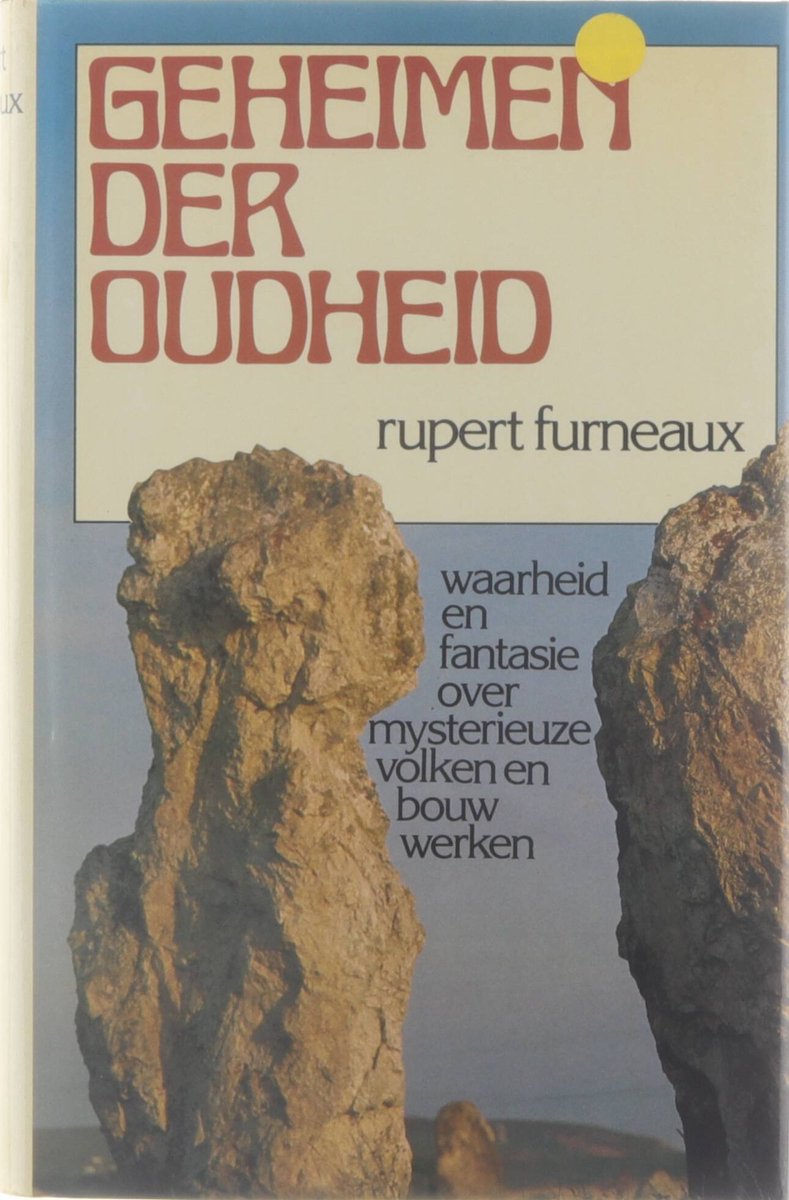 GEHEIMEN
DER
OUDHEID
rupert furneaux
waarheid
en
fantasie
over
mysterieuze
volken en
bouw
werken